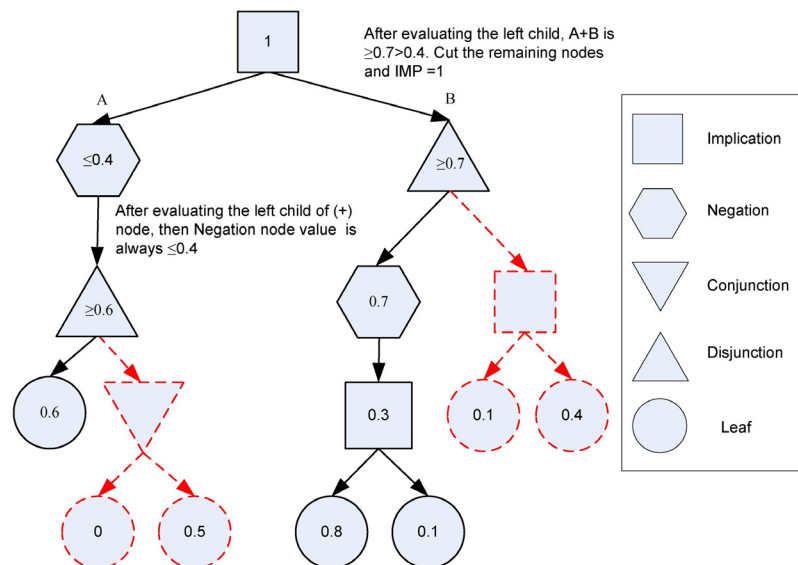 1
After evaluating the left child, A+B is
≥0.7>0.4. Cut the remaining nodes
and IMP =1
A
B
≤0.4
≥0.7
After evaluating the left child of (+)
node, then Negation node value is
always ≤0.4
≥0.6
0.7
0.6
0.3
0.1
0.4
0
0.5
0.8
0.1
Implication
Negation
Conjunction
Disjunction
Leaf